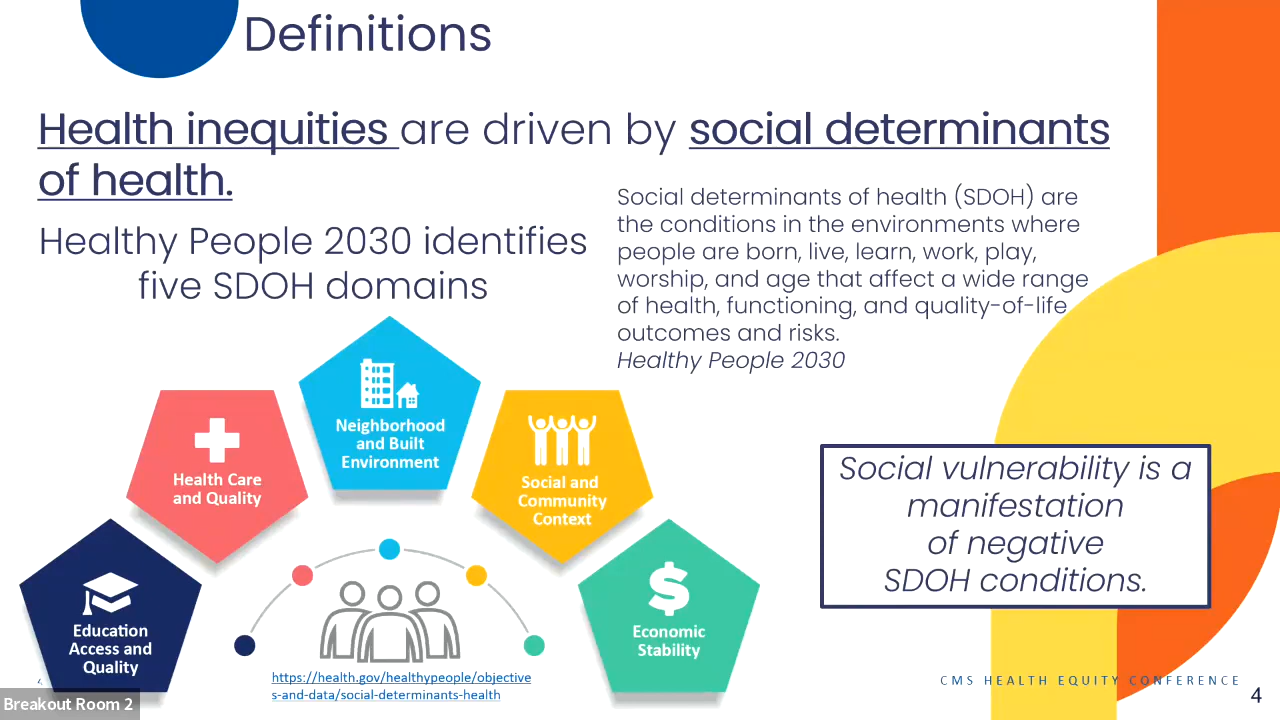 Definitions
Health inequities are driven by social determinants
of health.
Healthy People 2030 identifies
five SDOH domains
Social determinants of health (SDOH) are
the conditions in the environments where
people are born, live, learn, work, play,
worship, and age that affect a wide range
of health, functioning, and quality-of-life
outcomes and risks.
Healthy People 2030
Neighborhood
and Built
Environment
Health Care
and Quality
Social and
Community
Context
Education
Access and
Quality
Economic
Stability
Social vulnerability is a
manifestation
of negative
SDOH conditions.
https://health.gov/healthypeople/objective
s-and-data/social-determinants-health
CMS HEALTH EQUITY CONFERENCE
4
Breakout Room 2